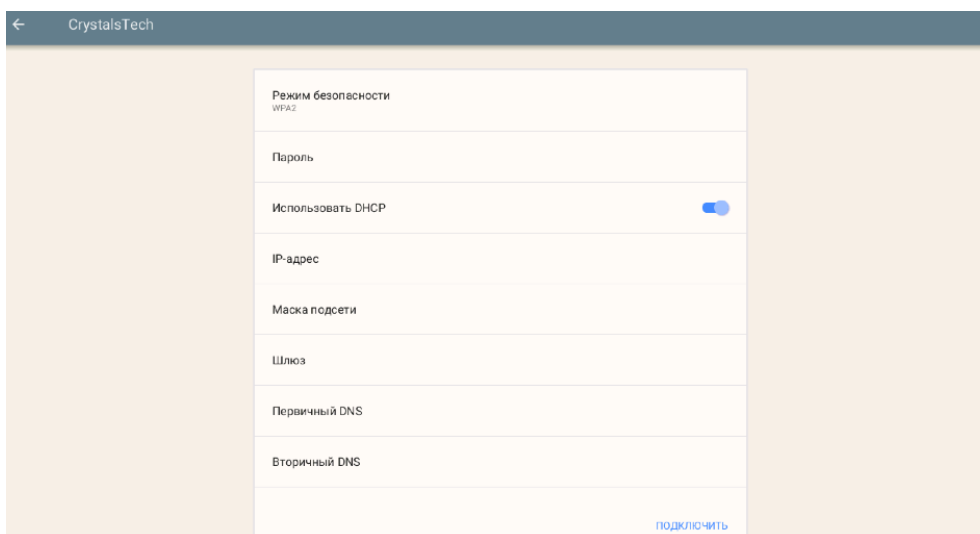 CrystalsTech
Режим безопасности
WPA2
Пароль
Использовать DHCP
IP-адрес
Маска подсети
Шлюз
Первичный DNS
Вторичный DNS
ПОДКЛЮЧИТЬ